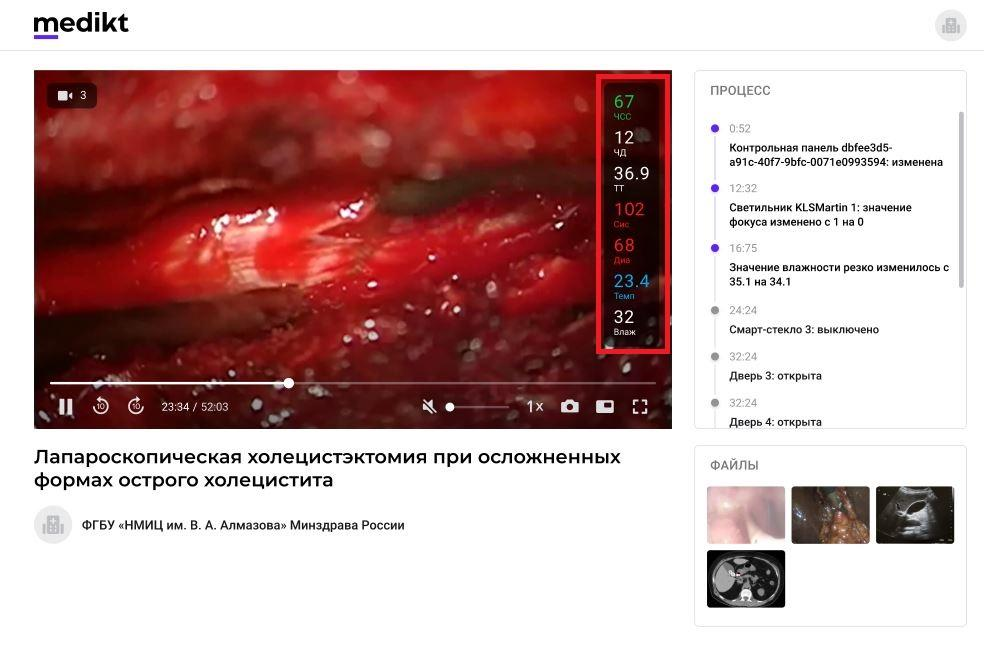 medikt
3
67
ЧСС
12
ЧД
36.9
ТТ
102
Сис
68
Диа
23.4
Темп
32
Влаж
10
10
23:34 / 52:03
1x
Лапароскопическая холецистэктомия при осложненных
формах острого холецистита
ФГБУ «НМИЦ им. В. А. Алмазова» Минздрава России
ПРОЦЕСС
0:52
Контрольная панель dbfee3d5-
a91c-40f7-9bfc-0071e0993594: изменена
12:32
Светильник KLSMartin 1: значение
фокуса изменено с 1 на 0
16:75
Значение влажности резко изменилось с
35.1 на 34.1
24:24
Смарт-стекло 3: выключено
32:24
Дверь 3: открыта
32:24
Дверь 4: открыта
ФАЙЛЫ